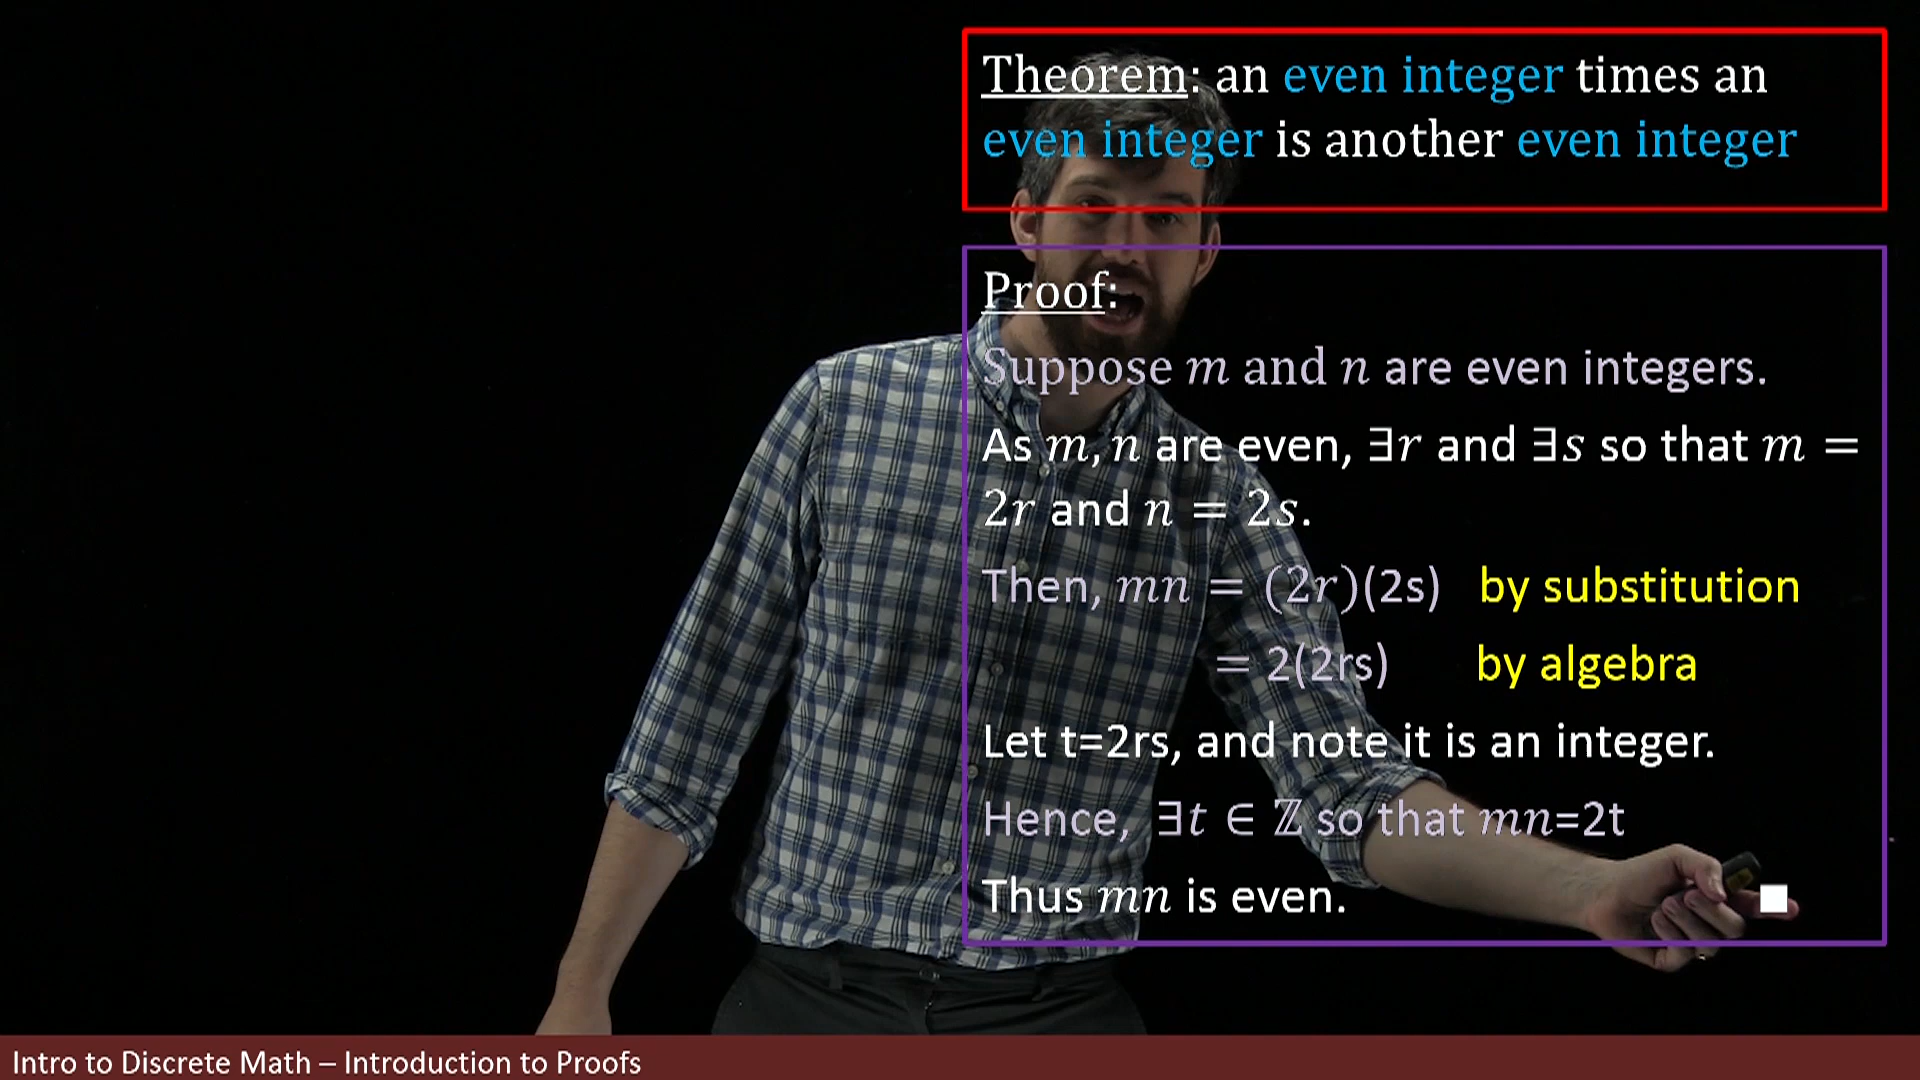 Theorem: an even integer times an
even integer is another even integer
Proof:
Suppose m and n are even integers.
As m, n are even, ∃r and ∃s so that m =
2r and n = 2s.
Then, mn = (2r)(2s) by substitution
= 2(2rs) by algebra
Let t=2rs, and note it is an integer.
Hence, ∃t ∈ ℤ so that mn=2t
Thus mn is even. ■
Intro to Discrete Math – Introduction to Proofs